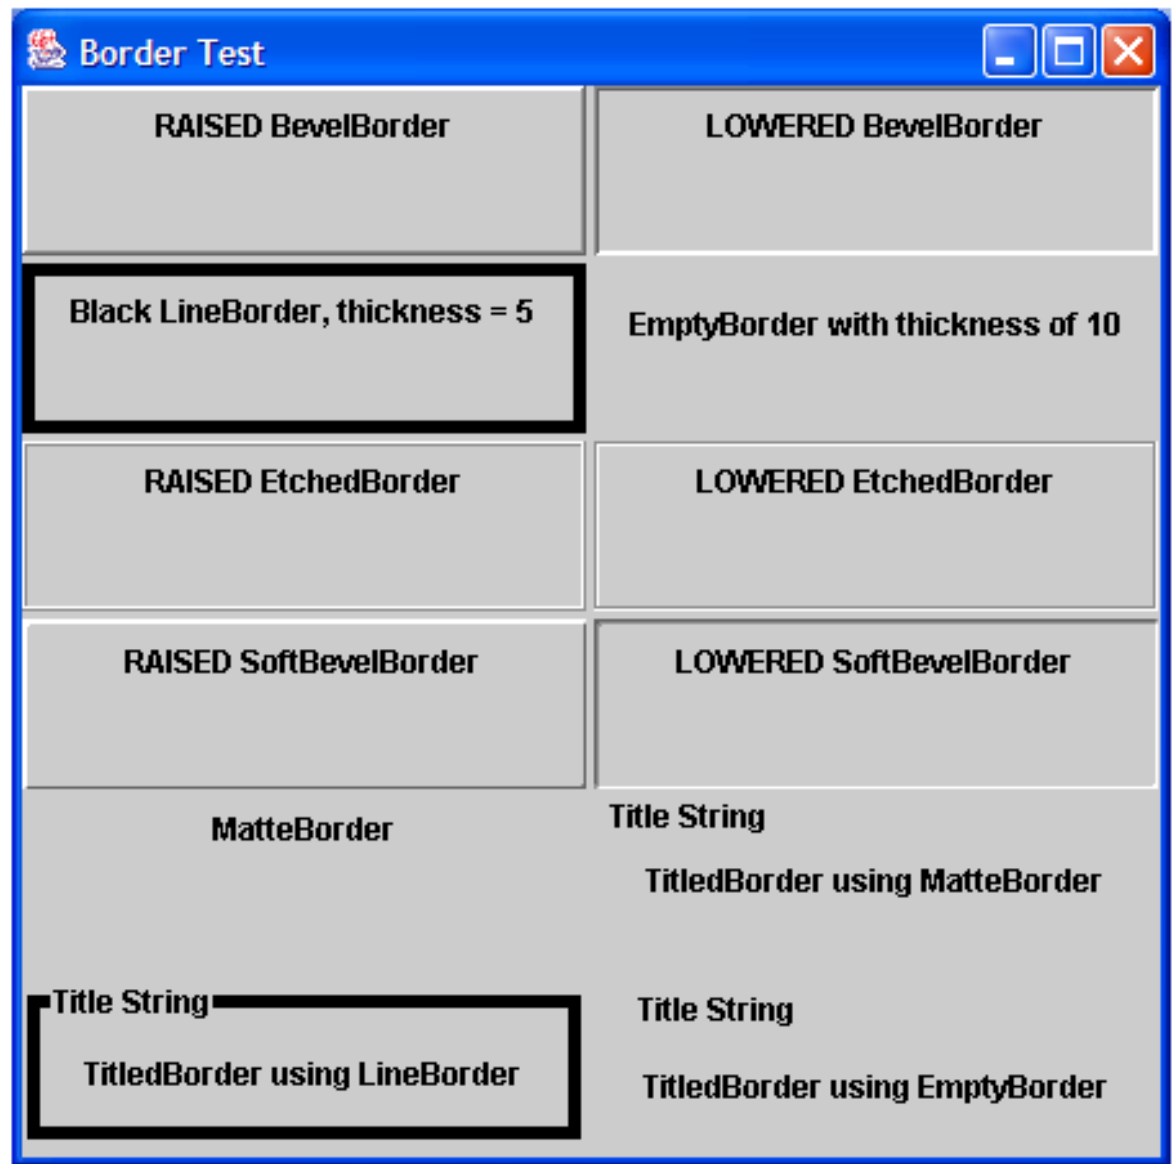 Border Test
RAISED BevelBorder
LOWERED BevelBorder
Black LineBorder, thickness = 5
EmptyBorder with thickness of 10
RAISED EtchedBorder
LOWERED EtchedBorder
RAISED SoftBevelBorder
LOWERED SoftBevelBorder
MatteBorder
Title String
TitledBorder using MatteBorder
Title String
TitledBorder using LineBorder
Title String
TitledBorder using EmptyBorder